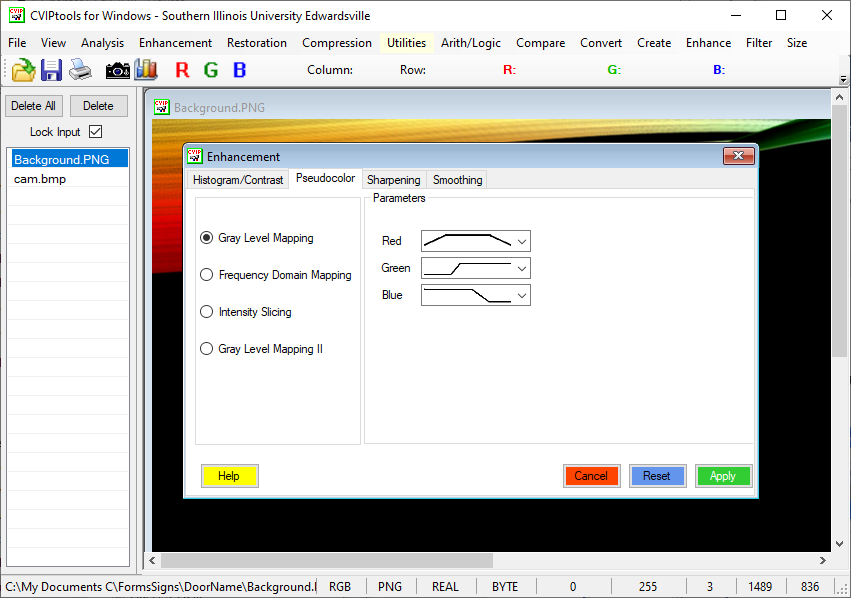 CVIPtools for Windows - Southern Illinois University Edwardsville
File View Analysis Enhancement Restoration Compression Utilities Arith/Logic Compare Convert Create Enhance Filter Size
R G B Column: Row: R: G: B:
Delete All Delete
Lock Input
Background.PNG
cam.bmp
Background.PNG
Enhancement
Histogram/Contrast Pseudocolor Sharpening Smoothing
Parameters
Gray Level Mapping
Frequency Domain Mapping
Intensity Slicing
Gray Level Mapping II
Red
Green
Blue
Help Cancel Reset Apply
C:\My Documents C\FormsSigns\DoorName\Background.I RGB PNG REAL BYTE 0 255 3 1489 836